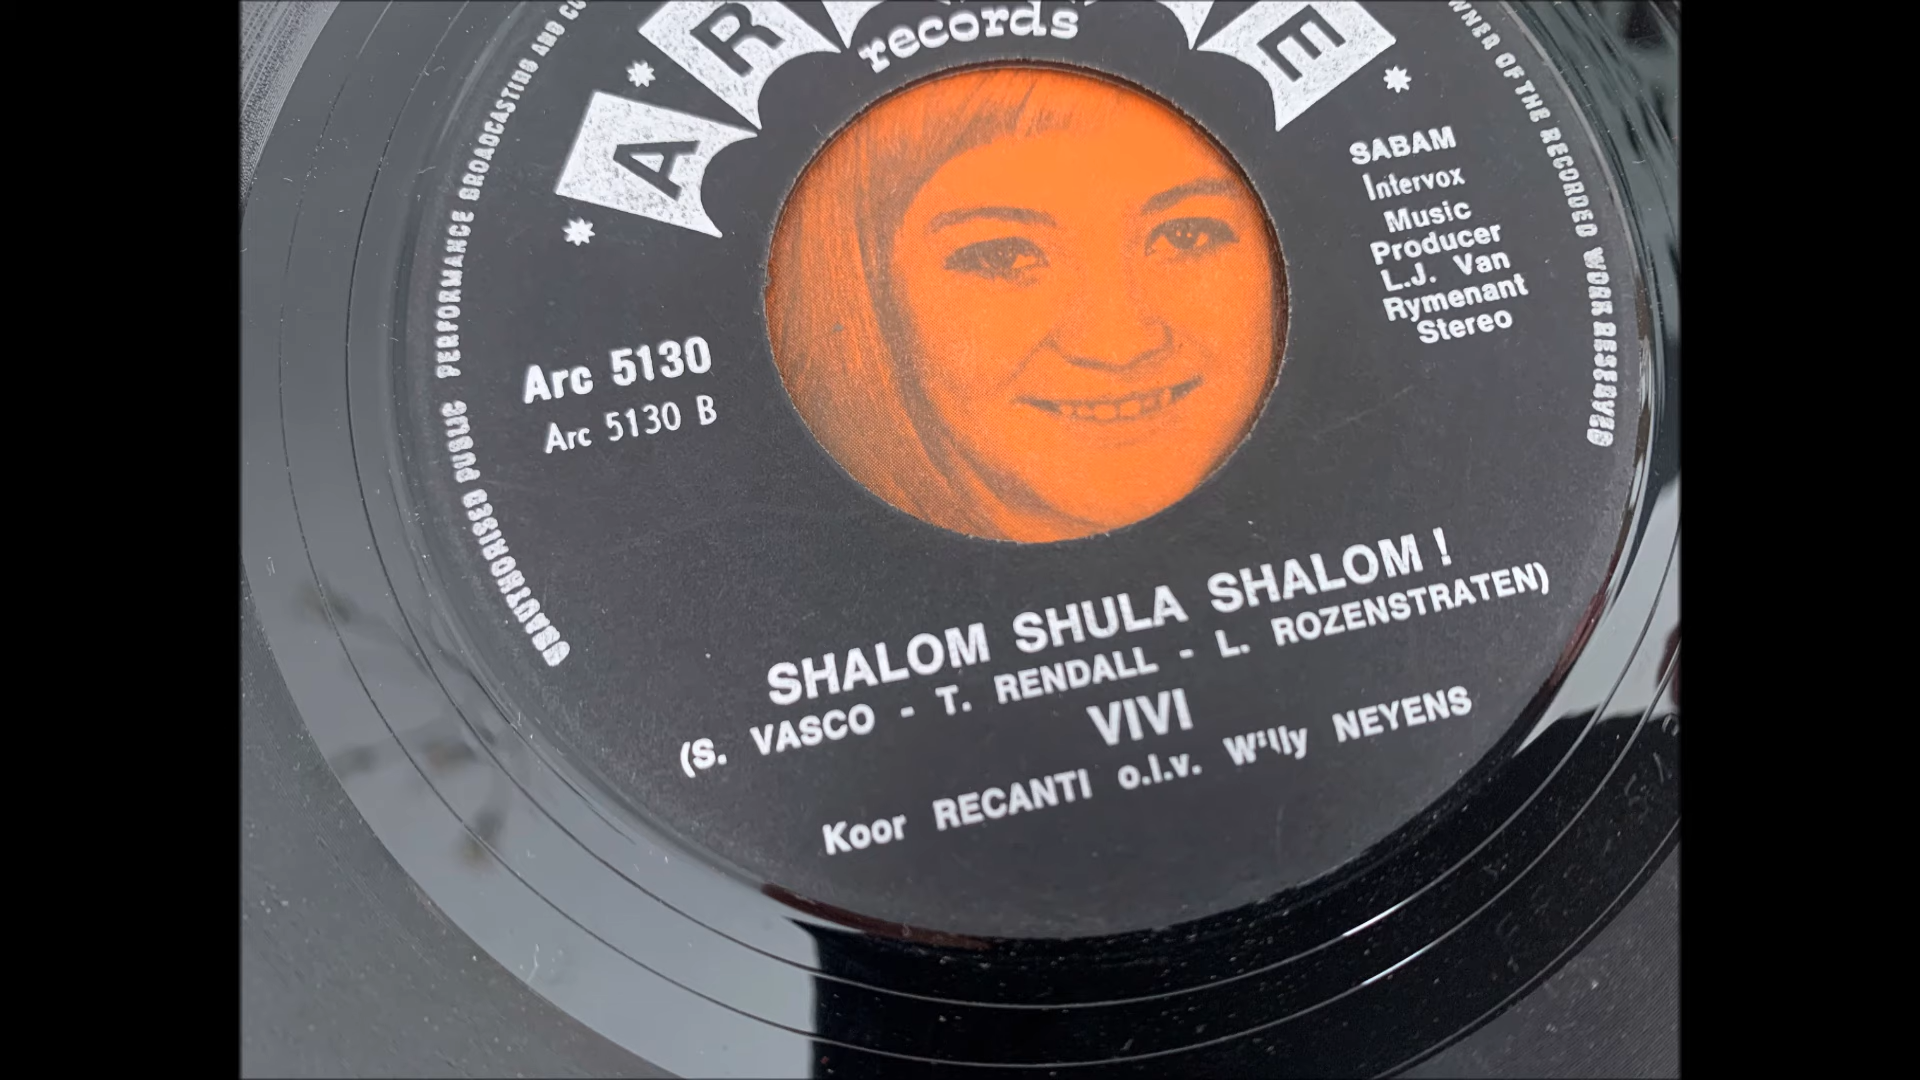 records
SABAM
Intervox
Music
Producer
L.J. Van
Rymenant
Stereo
Arc 5130
Arc 5130 B
SHALOM SHULA SHALOM !
(S. VASCO - T. RENDALL - L. ROZENSTRATEN)
VIVI
Koor RECANTI o.l.v. Willy NEYENS
UNAUTHORISED PUBLIC PERFORMANCE BROADCASTING AND
OF THE RECORDED WORK RESERVED